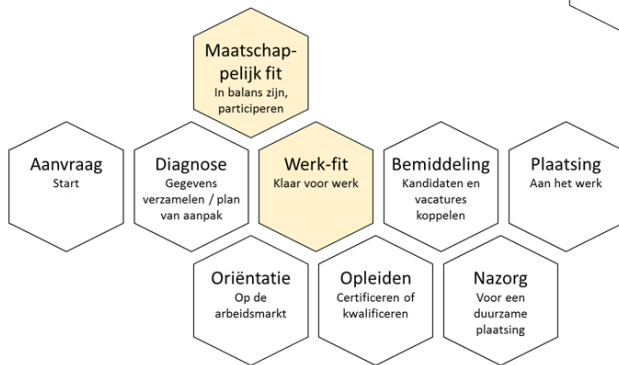 Maatschap-
pelijk fit
In balans zijn,
participeren
Aanvraag
Start
Diagnose
Gegevens
verzamelen / plan
van aanpak
Werk-fit
Klaar voor werk
Bemiddeling
Kandidaten en
vacatures
koppelen
Plaatsing
Aan het werk
Oriëntatie
Op de
arbeidsmarkt
Opleiden
Certificeren of
kwalificeren
Nazorg
Voor een
duurzame
plaatsing